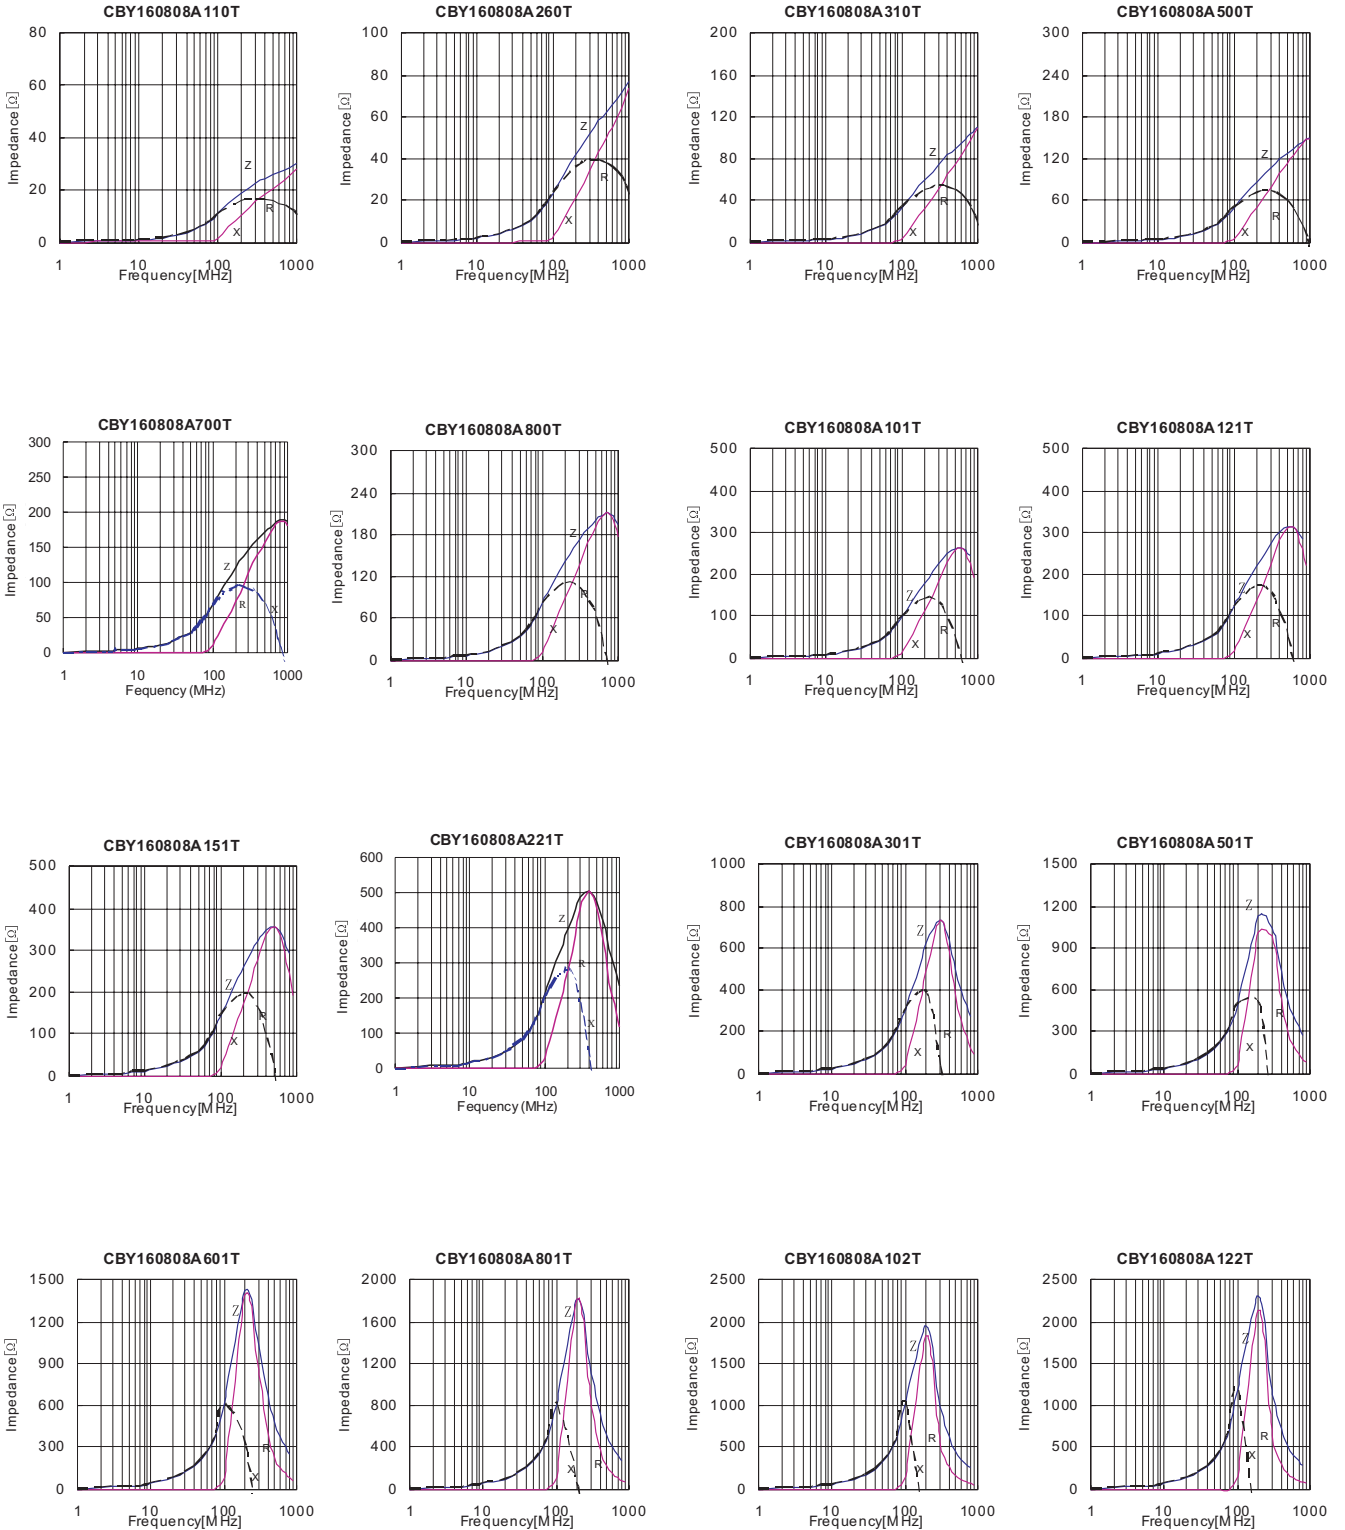 CBY160808A110T
80
60
40
20
0
Impedance[Ω]
Z
R
X
1 10 100 1000
Frequency[MHz]
CBY160808A260T
100
80
60
40
20
0
Impedance[Ω]
Z
R
X
1 10 100 1000
Frequency[MHz]
CBY160808A310T
200
160
120
80
40
0
Impedance[Ω]
Z
R
X
1 10 100 1000
Frequency[MHz]
CBY160808A500T
300
240
180
120
60
0
Impedance[Ω]
Z
R
X
1 10 100 1000
Frequency[MHz]
CBY160808A700T
300
250
200
150
100
50
0
Impedance[Ω]
Z
R
X
1 10 100 1000
Fequency(MHz)
CBY160808A800T
300
240
180
120
60
0
Impedance[Ω]
Z
R
X
1 10 100 1000
Frequency[MHz]
CBY160808A101T
500
400
300
200
100
0
Impedance[Ω]
Z
R
X
1 10 100 1000
Frequency[MHz]
CBY160808A121T
500
400
300
200
100
0
Impedance[Ω]
Z
R
X
1 10 100 1000
Frequency[MHz]
CBY160808A151T
500
400
300
200
100
0
Impedance[Ω]
Z
R
X
1 10 100 1000
Frequency[MHz]
CBY160808A221T
600
500
400
300
200
100
0
Impedance[Ω]
Z
R
X
1 10 100 1000
Fequency(MHz)
CBY160808A301T
1000
800
600
400
200
0
Impedance[Ω]
Z
R
X
1 10 100 1000
Frequency[MHz]
CBY160808A501T
1500
1200
900
600
300
0
Impedance[Ω]
Z
R
X
1 10 100 1000
Frequency[MHz]
CBY160808A601T
1500
1200
900
600
300
0
Impedance[Ω]
Z
R
X
1 10 100 1000
Frequency[MHz]
CBY160808A801T
2000
1600
1200
800
400
0
Impedance[Ω]
Z
R
X
1 10 100 1000
Frequency[MHz]
CBY160808A102T
2500
2000
1500
1000
500
0
Impedance[Ω]
Z
R
X
1 10 100 1000
Frequency[MHz]
CBY160808A122T
2500
2000
1500
1000
500
0
Impedance[Ω]
Z
R
X
1 10 100 1000
Frequency[MHz]